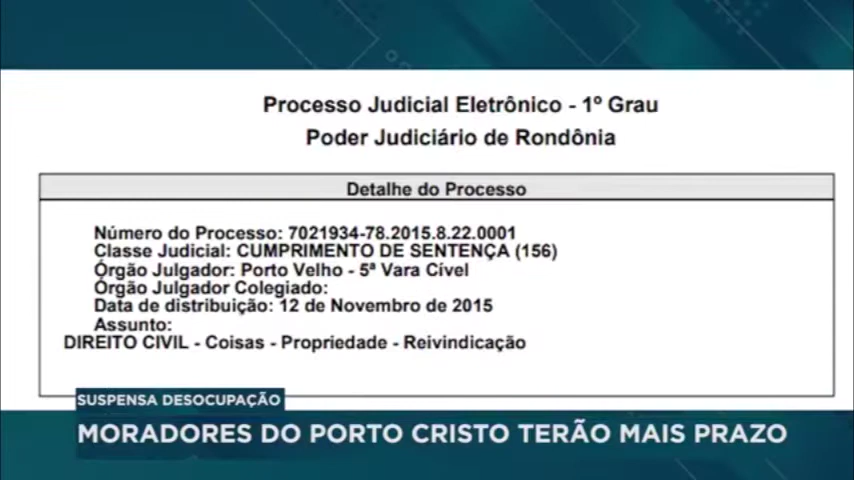 Processo Judicial Eletrônico - 1º Grau
Poder Judiciário de Rondônia
Detalhe do Processo
Número do Processo: 7021934-78.2015.8.22.0001
Classe Judicial: CUMPRIMENTO DE SENTENÇA (156)
Órgão Julgador: Porto Velho - 5ª Vara Cível
Órgão Julgador Colegiado:
Data de distribuição: 12 de Novembro de 2015
Assunto:
DIREITO CIVIL - Coisas - Propriedade - Reivindicação
SUSPENSA DESOCUPAÇÃO
MORADORES DO PORTO CRISTO TERÃO MAIS PRAZO